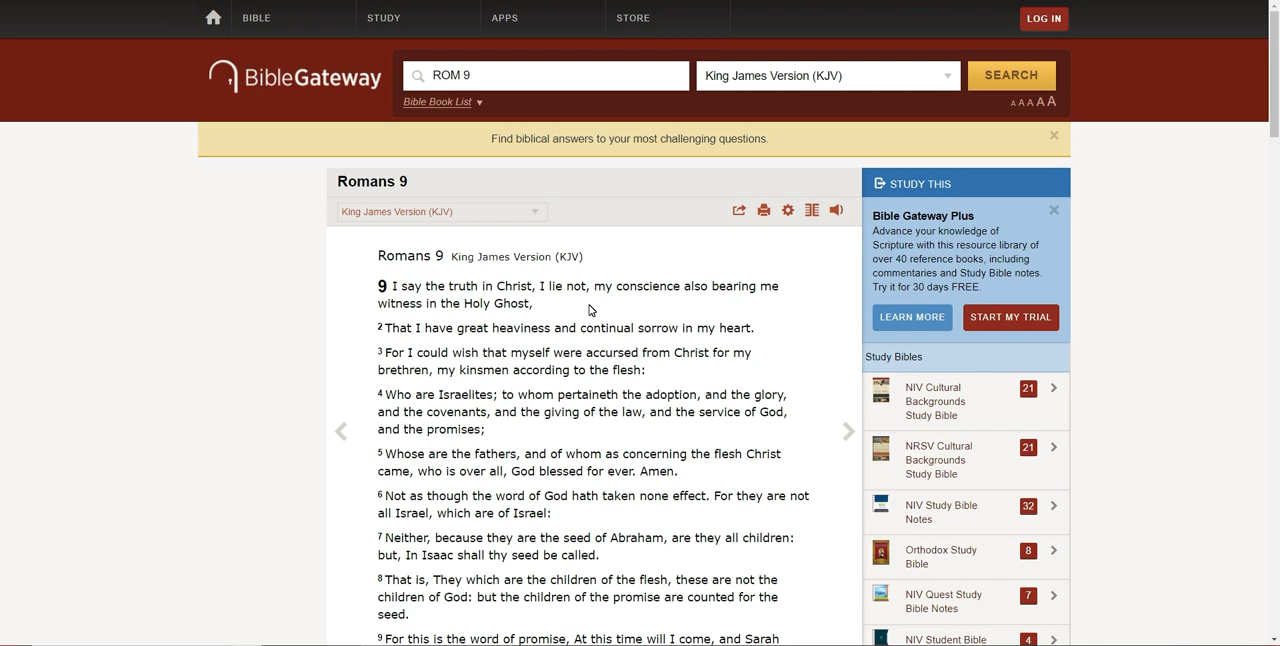 BIBLE STUDY APPS STORE LOG IN
BibleGateway
ROM 9 King James Version (KJV) SEARCH
Bible Book List ▼ A A A A A
Find biblical answers to your most challenging questions.
Romans 9
King James Version (KJV)
Romans 9 King James Version (KJV)
9 I say the truth in Christ, I lie not, my conscience also bearing me
witness in the Holy Ghost,
2 That I have great heaviness and continual sorrow in my heart.
3 For I could wish that myself were accursed from Christ for my
brethren, my kinsmen according to the flesh:
4 Who are Israelites; to whom pertaineth the adoption, and the glory,
and the covenants, and the giving of the law, and the service of God,
and the promises;
5 Whose are the fathers, and of whom as concerning the flesh Christ
came, who is over all, God blessed for ever. Amen.
6 Not as though the word of God hath taken none effect. For they are not
all Israel, which are of Israel:
7 Neither, because they are the seed of Abraham, are they all children:
but, In Isaac shall thy seed be called.
8 That is, They which are the children of the flesh, these are not the
children of God: but the children of the promise are counted for the
seed.
9 For this is the word of promise, At this time will I come, and Sarah
STUDY THIS
Bible Gateway Plus
Advance your knowledge of
Scripture with this resource library of
over 40 reference books, including
commentaries and Study Bible notes.
Try it for 30 days FREE.
LEARN MORE START MY TRIAL
Study Bibles
NIV Cultural 21
Backgrounds
Study Bible
NRSV Cultural 21
Backgrounds
Study Bible
NIV Study Bible 32
Notes
Orthodox Study 8
Bible
NIV Quest Study 7
Bible Notes
NIV Student Bible 4